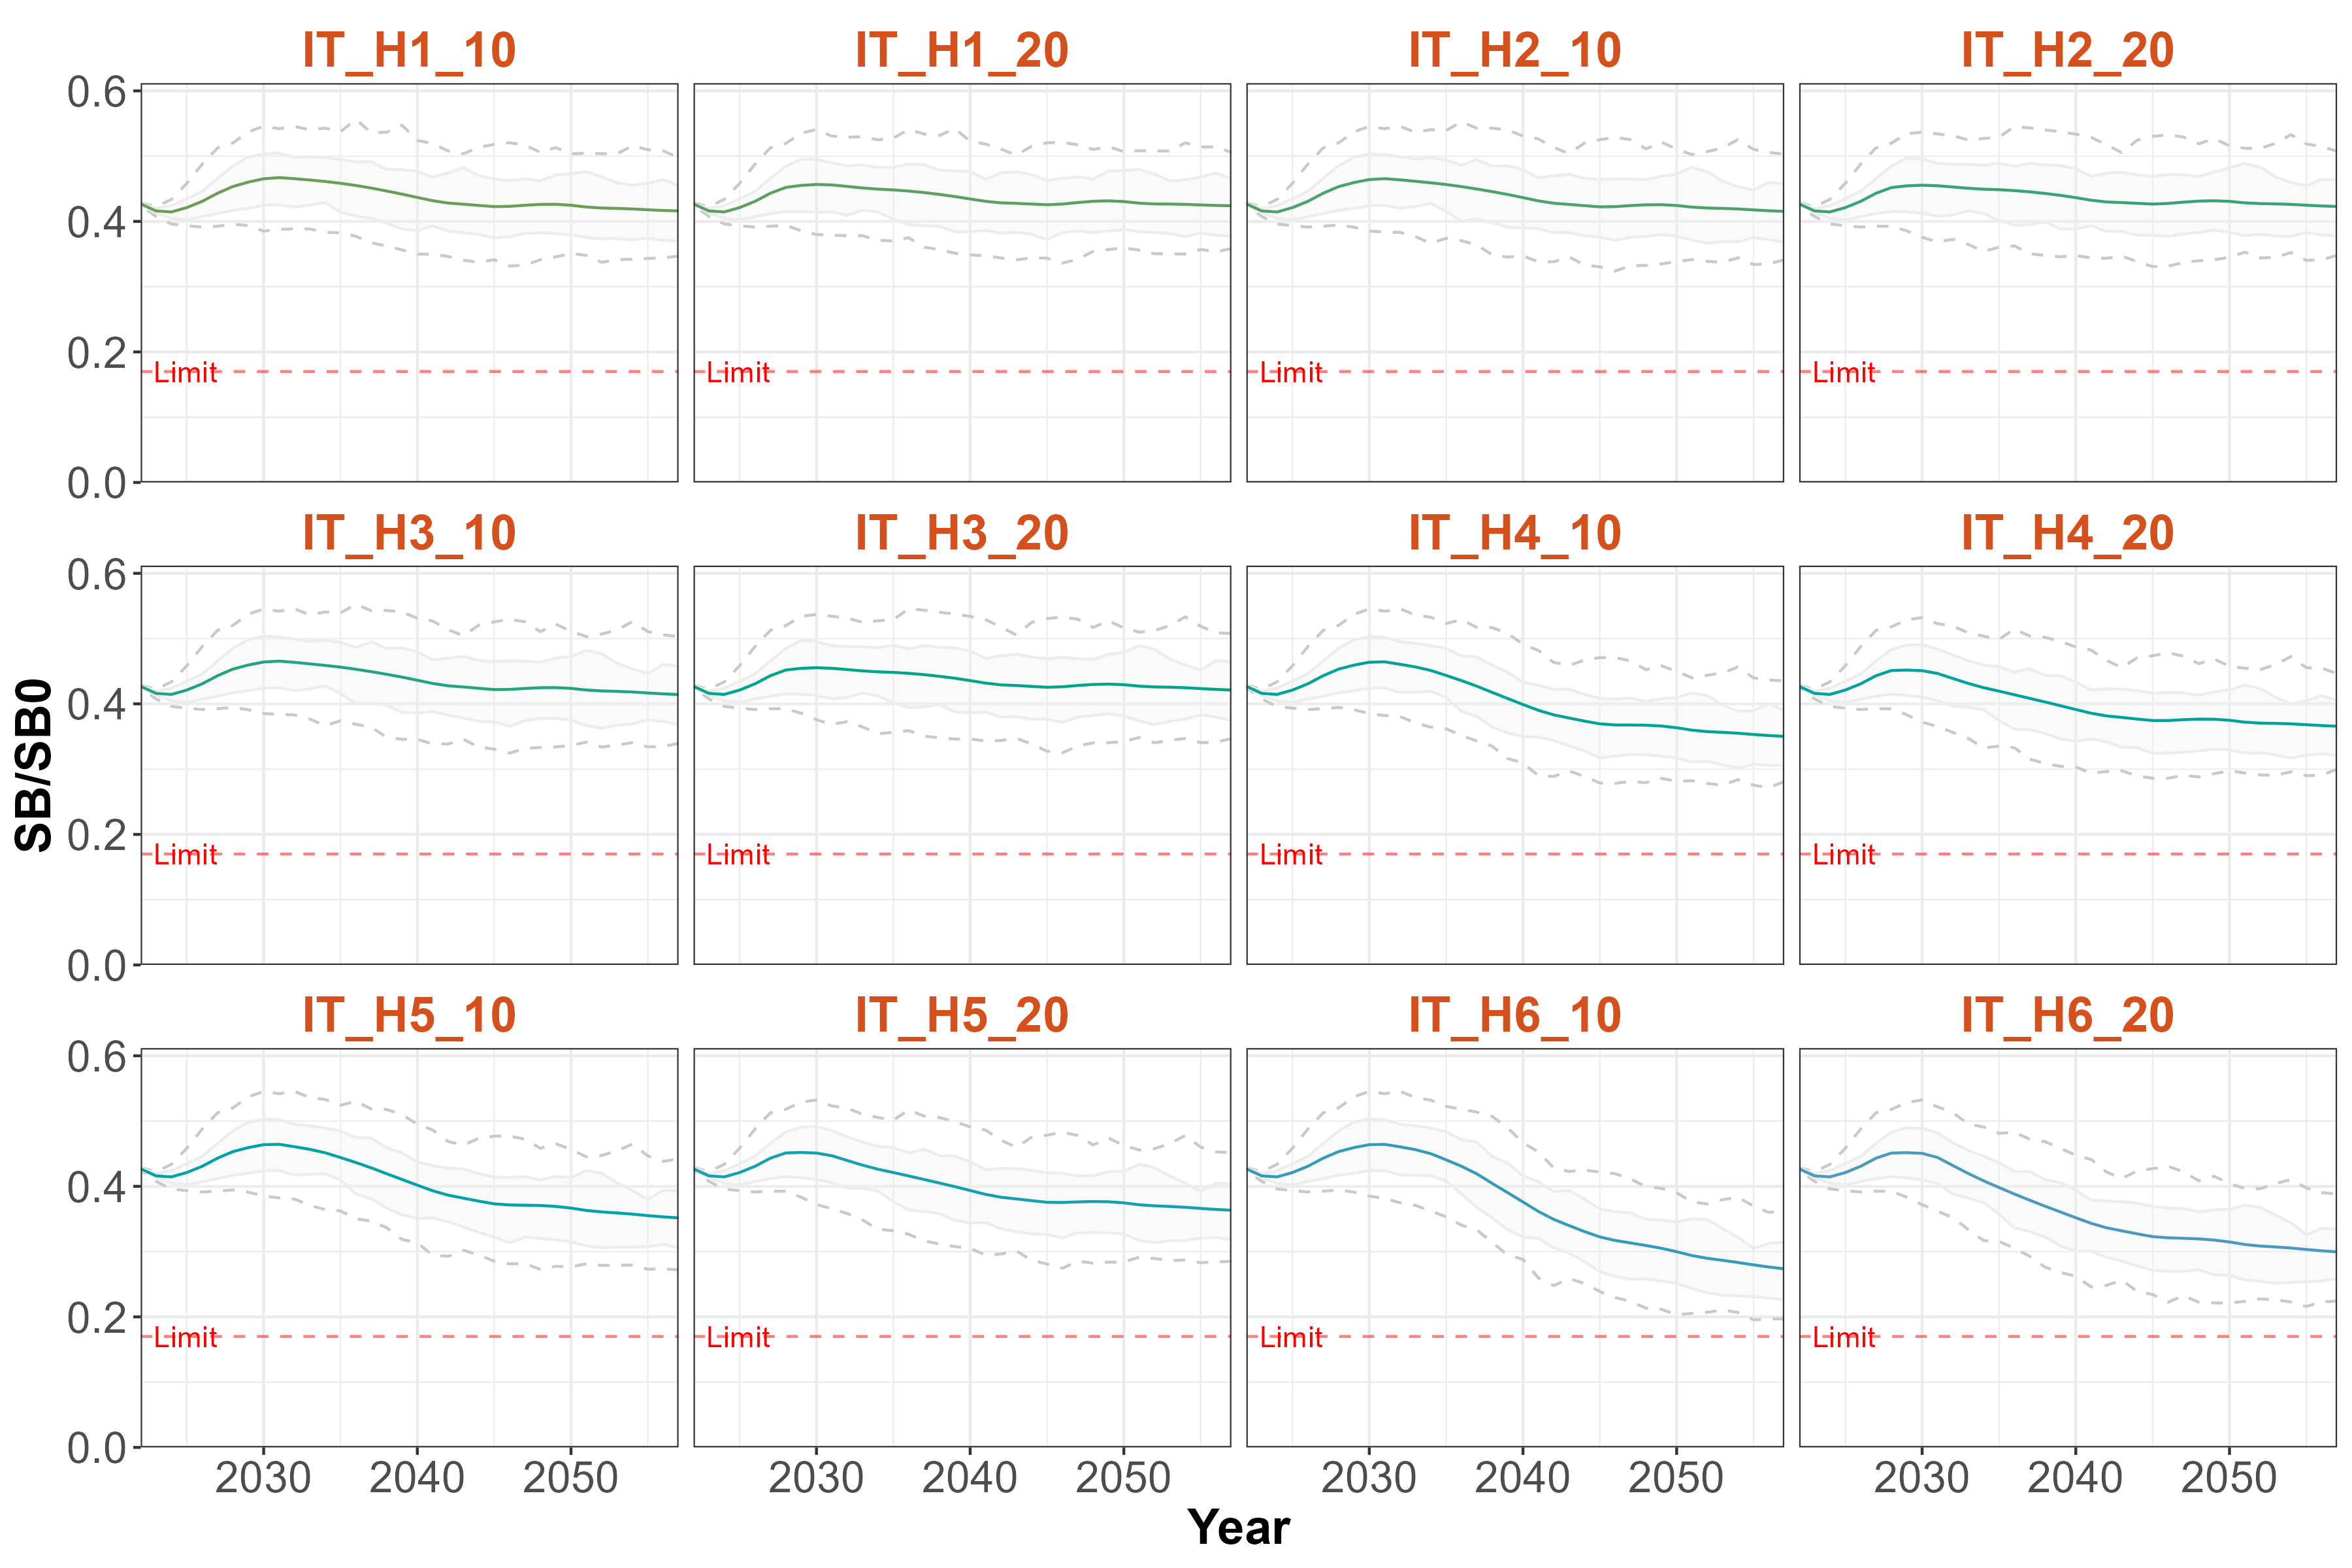 IT_H1_10 IT_H1_20 IT_H2_10 IT_H2_20
0.6
0.4
0.2
Limit Limit Limit Limit
0.0
IT_H3_10 IT_H3_20 IT_H4_10 IT_H4_20
0.6
0.4
SB/SB0
0.2
Limit Limit Limit Limit
0.0
IT_H5_10 IT_H5_20 IT_H6_10 IT_H6_20
0.6
0.4
0.2
Limit Limit Limit Limit
0.0
2030 2040 2050 2030 2040 2050 2030 2040 2050 2030 2040 2050
Year